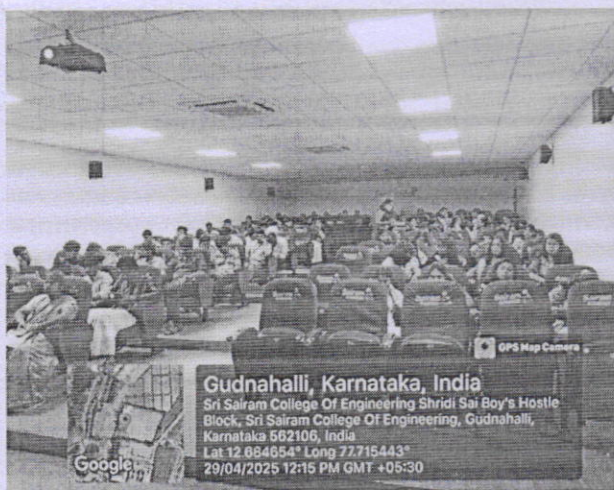 GPS Map Camera
Gudnahalli, Karnataka, India
Sri Sairam College Of Engineering Shridi Sai Boy's Hostle
Block, Sri Sairam College Of Engineering, Gudnahalli,
Karnataka 562106, India
Lat 12.664654° Long 77.715443°
29/04/2025 12:15 PM GMT +05:30
Google